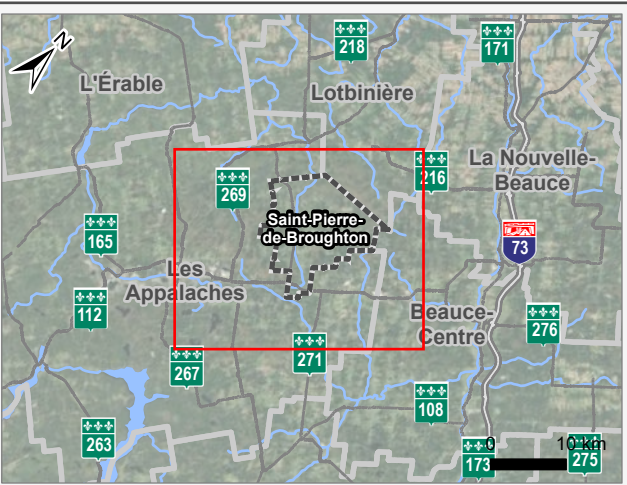 N
218
171
L'Érable
Lotbinière
La Nouvelle-
Beauce
216
269
Saint-Pierre-
de-Broughton
165
73
Les
Appalaches
112
Beauce-
Centre
276
271
267
108
263
173
0
10 km
275